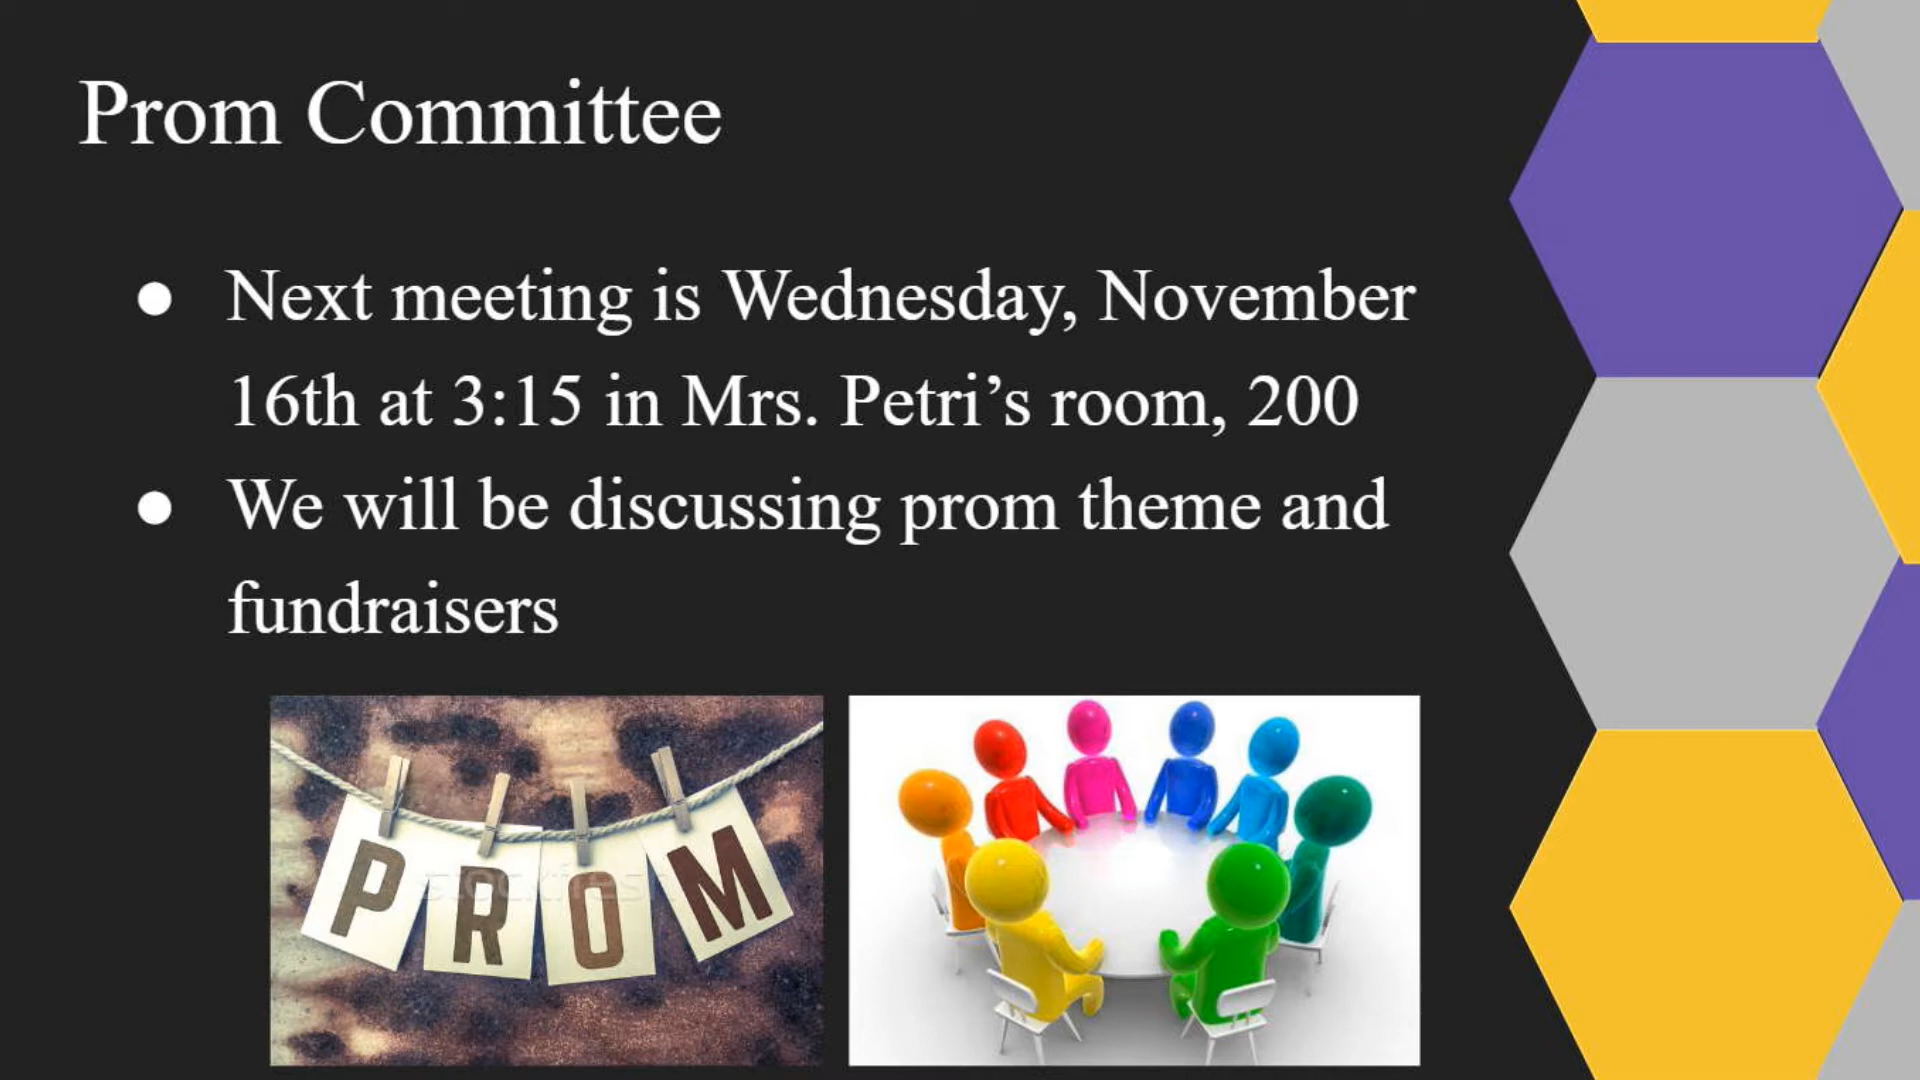 Prom Committee
● Next meeting is Wednesday, November
16th at 3:15 in Mrs. Petri’s room, 200
● We will be discussing prom theme and
fundraisers
PROM